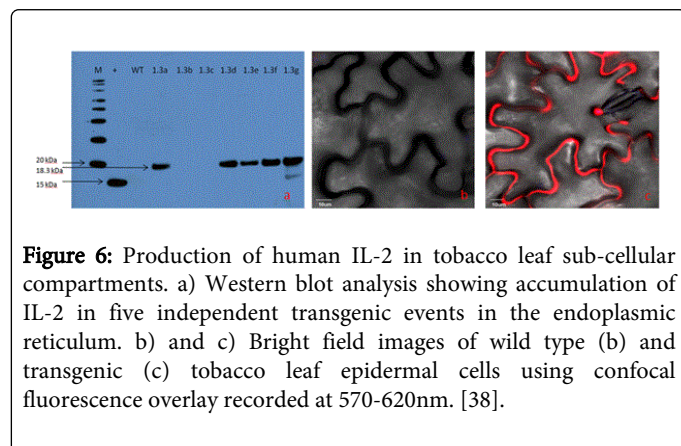 M + WT 1.3a 1.3b 1.3c 1.3d 1.3e 1.3f 1.3g
20 kDa
18.3 kDa
15 kDa
a
b
c
10um
10um
Figure 6: Production of human IL-2 in tobacco leaf sub-cellular
compartments. a) Western blot analysis showing accumulation of
IL-2 in five independent transgenic events in the endoplasmic
reticulum. b) and c) Bright field images of wild type (b) and
transgenic (c) tobacco leaf epidermal cells using confocal
fluorescence overlay recorded at 570-620nm. [38].